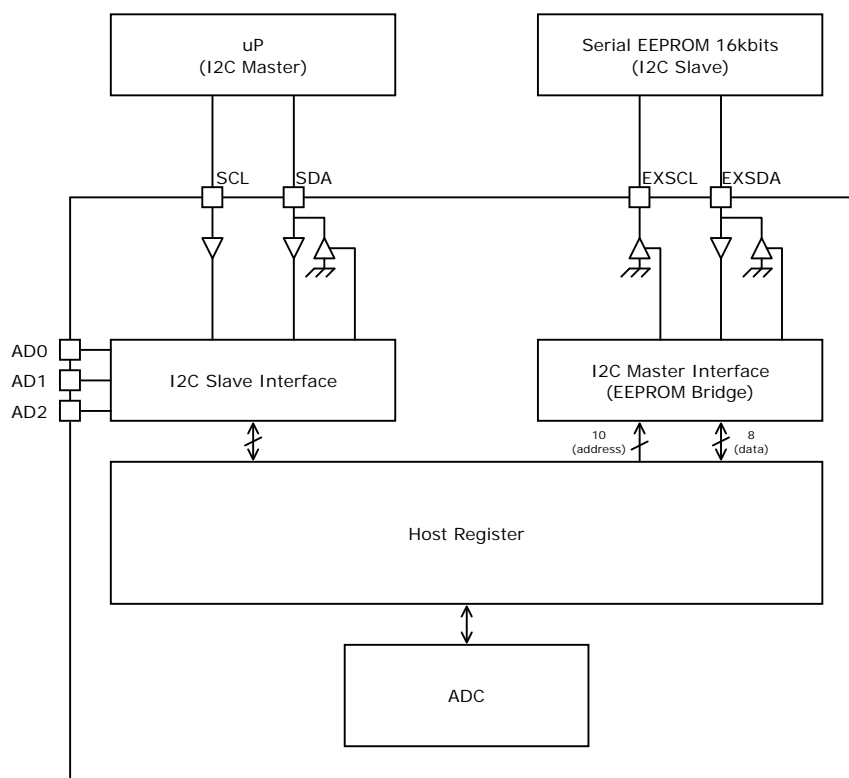 uP
(I2C Master)
Serial EEPROM 16kbits
(I2C Slave)
SCL
SDA
EXSCL
EXSDA
AD0
AD1
AD2
I2C Slave Interface
I2C Master Interface
(EEPROM Bridge)
10
(address)
8
(data)
Host Register
ADC